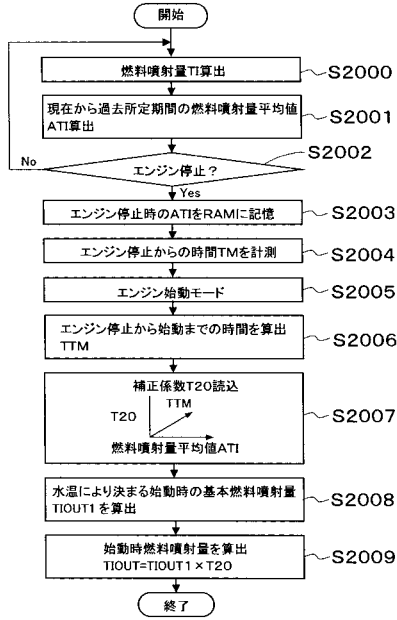 開始
燃料噴射量TI算出
S2000
現在から過去所定期間の燃料噴射量平均値
ATI算出
S2001
エンジン停止?
S2002
No
Yes
エンジン停止時のATIをRAMに記憶
S2003
エンジン停止からの時間TMを計測
S2004
エンジン始動モード
S2005
エンジン停止から始動までの時間を算出
TTM
S2006
補正係数T20読込
TTM
T20
燃料噴射量平均値ATI
S2007
水温により決まる始動時の基本燃料噴射量
TIOUT1を算出
S2008
始動時燃料噴射量を算出
TIOUT=TIOUT1×T20
S2009
終了